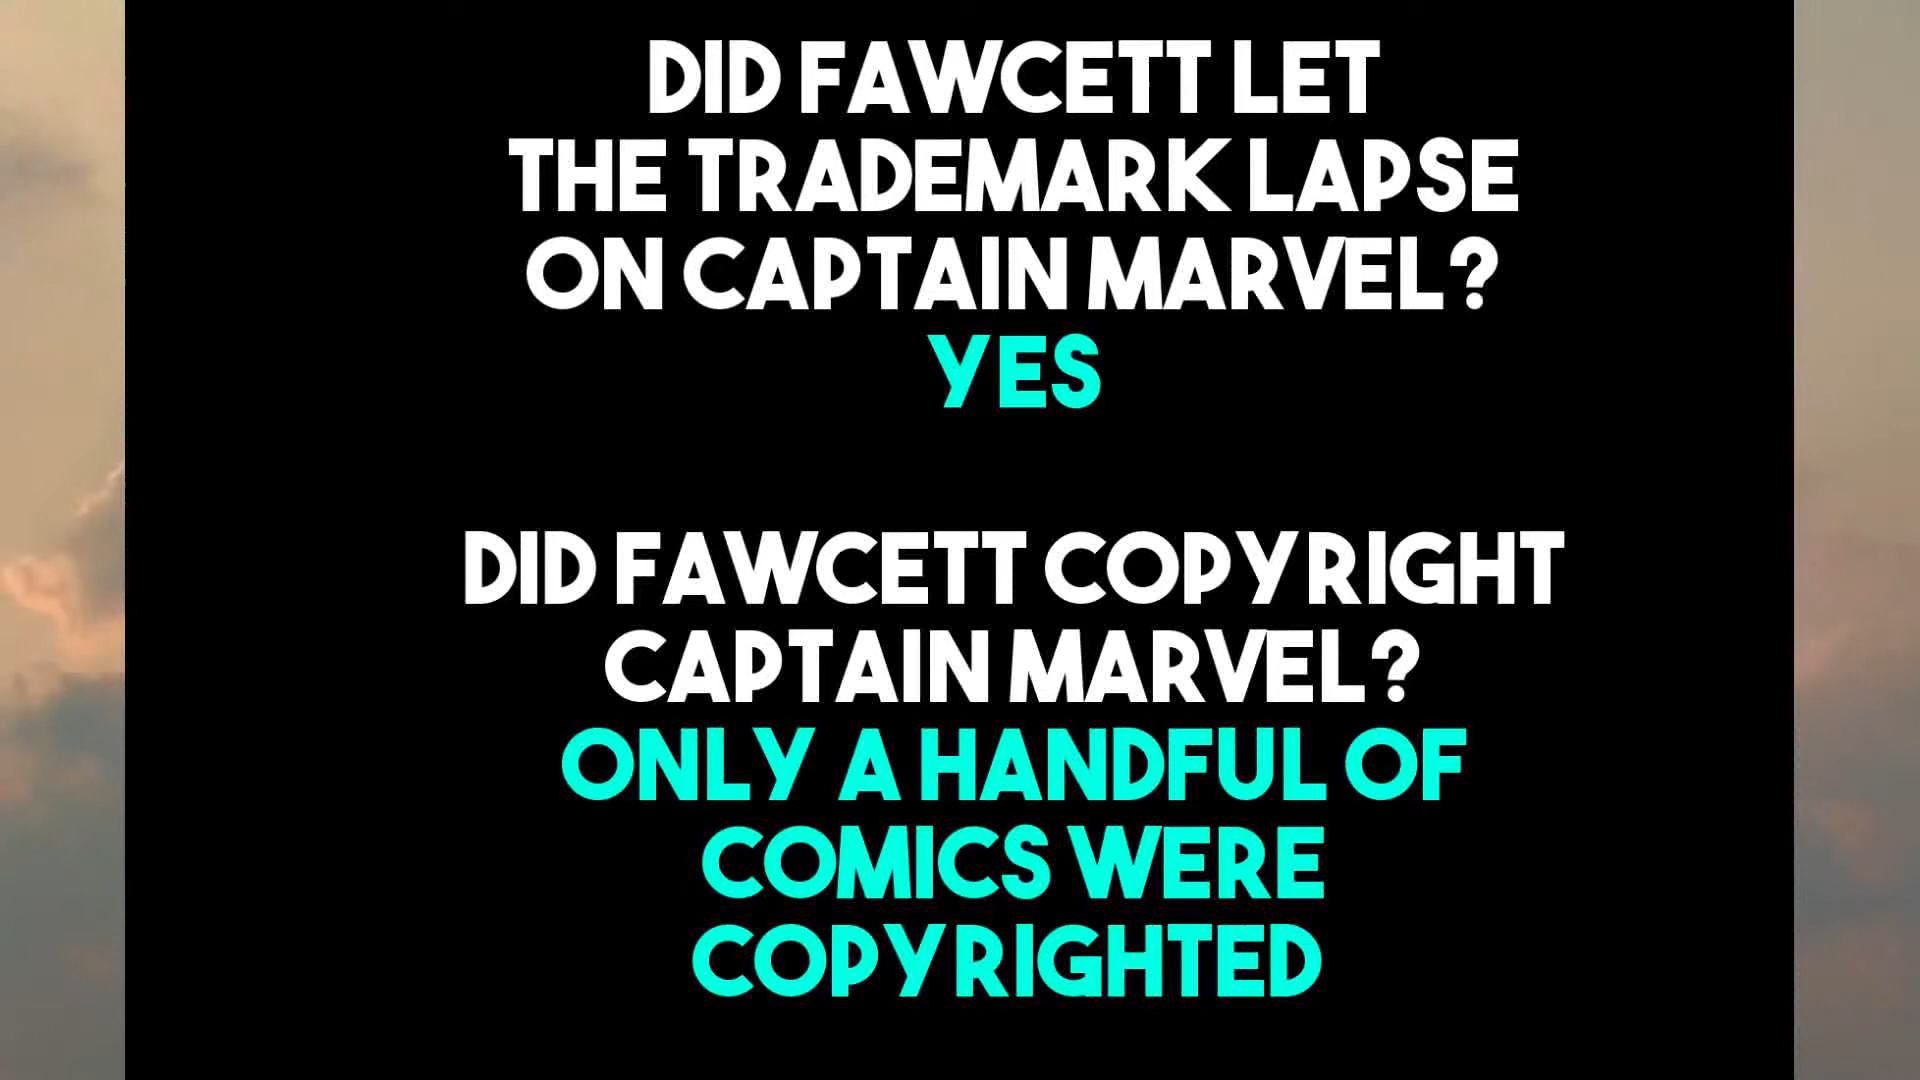 DID FAWCETT LET
THE TRADEMARK LAPSE
ON CAPTAIN MARVEL?
YES
DID FAWCETT COPYRIGHT
CAPTAIN MARVEL?
ONLY A HANDFUL OF
COMICS WERE
COPYRIGHTED